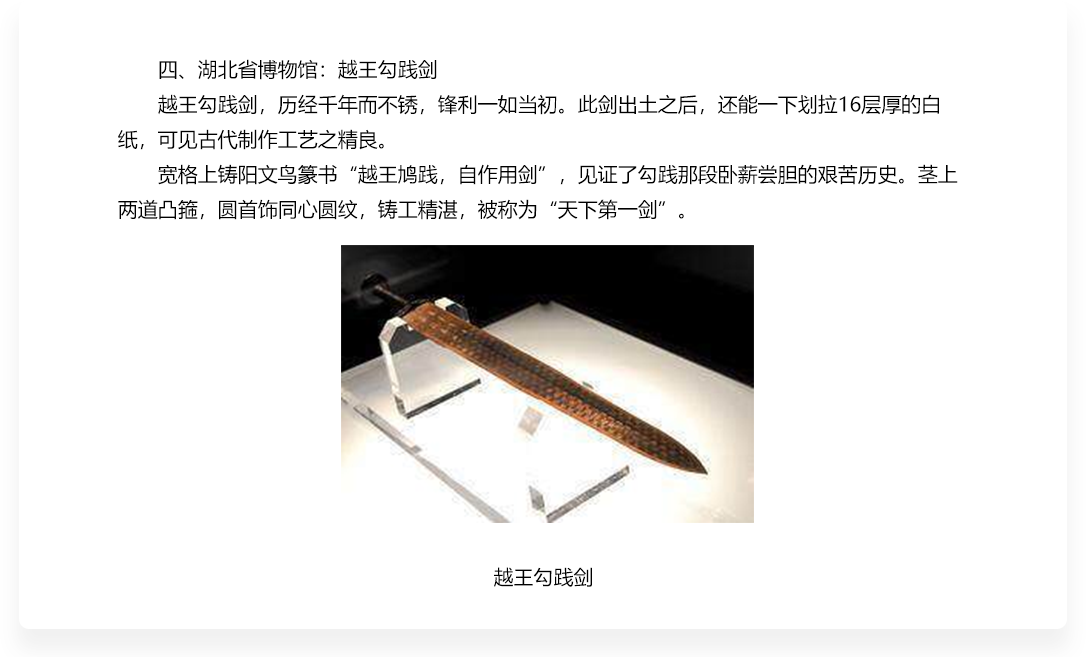 四、湖北省博物馆：越王勾践剑
越王勾践剑，历经千年而不锈，锋利一如当初。此剑出土之后，还能一下划拉16层厚的白
纸，可见古代制作工艺之精良。
宽格上铸阳文鸟篆书“越王鸠践，自作用剑”，见证了勾践那段卧薪尝胆的艰苦历史。茎上
两道凸箍，圆首饰同心圆纹，铸工精湛，被称为“天下第一剑”。
越王勾践剑